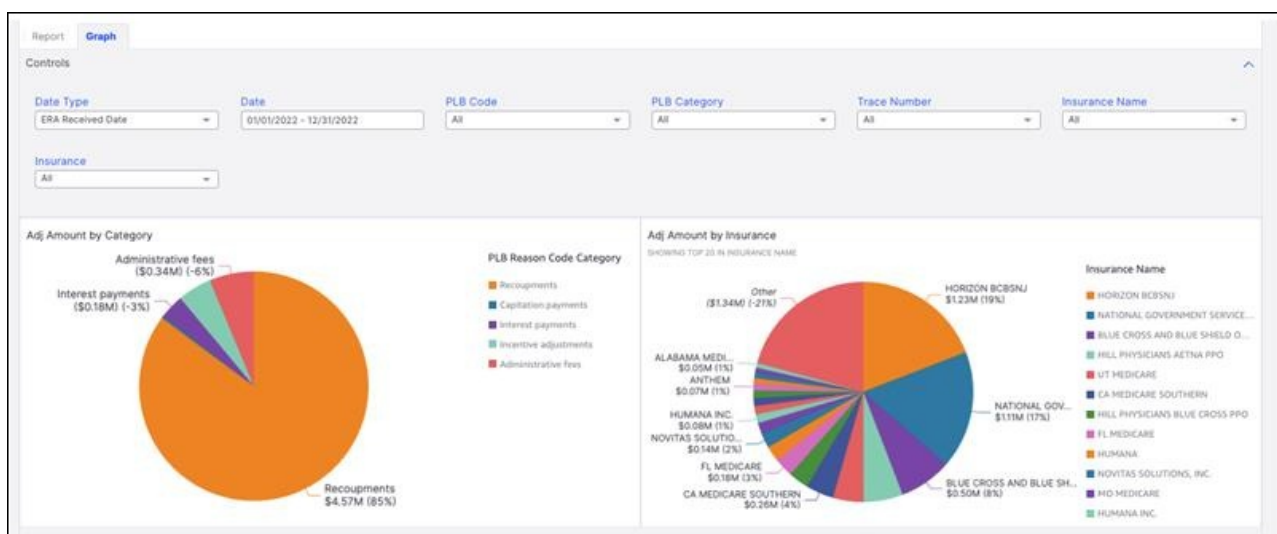 Report Graph
Controls
Date Type Date PLB Code PLB Category Trace Number Insurance Name
ERA Received Date 01/01/2022 - 12/31/2022 All All All All
Insurance
All
Adj Amount by Category
Administrative fees
($0.34M) (-6%)
Interest payments
($0.18M) (-3%)
Recoupments
$4.57M (85%)
PLB Reason Code Category
Recoupments
Capitation payments
Interest payments
Incentive adjustments
Administrative fees
Adj Amount by Insurance
SHOWING TOP 20 IN INSURANCE NAME
Other
($1.34M) (-21%)
HORIZON BCBSNJ
$1.23M (19%)
ALABAMA MEDI...
$0.05M (1%)
ANTHEM
$0.07M (1%)
HUMANA INC.
$0.08M (1%)
NOVITAS SOLUTIO...
$0.14M (2%)
FL MEDICARE
$0.18M (3%)
CA MEDICARE SOUTHERN
$0.26M (4%)
NATIONAL GOV...
$1.11M (17%)
BLUE CROSS AND BLUE SH...
$0.50M (8%)
Insurance Name
HORIZON BCBSNJ
NATIONAL GOVERNMENT SERVICE...
BLUE CROSS AND BLUE SHIELD O...
HILL PHYSICIANS AETNA PPO
UT MEDICARE
CA MEDICARE SOUTHERN
HILL PHYSICIANS BLUE CROSS PPO
FL MEDICARE
HUMANA
NOVITAS SOLUTIONS, INC.
MO MEDICARE
HUMANA INC.